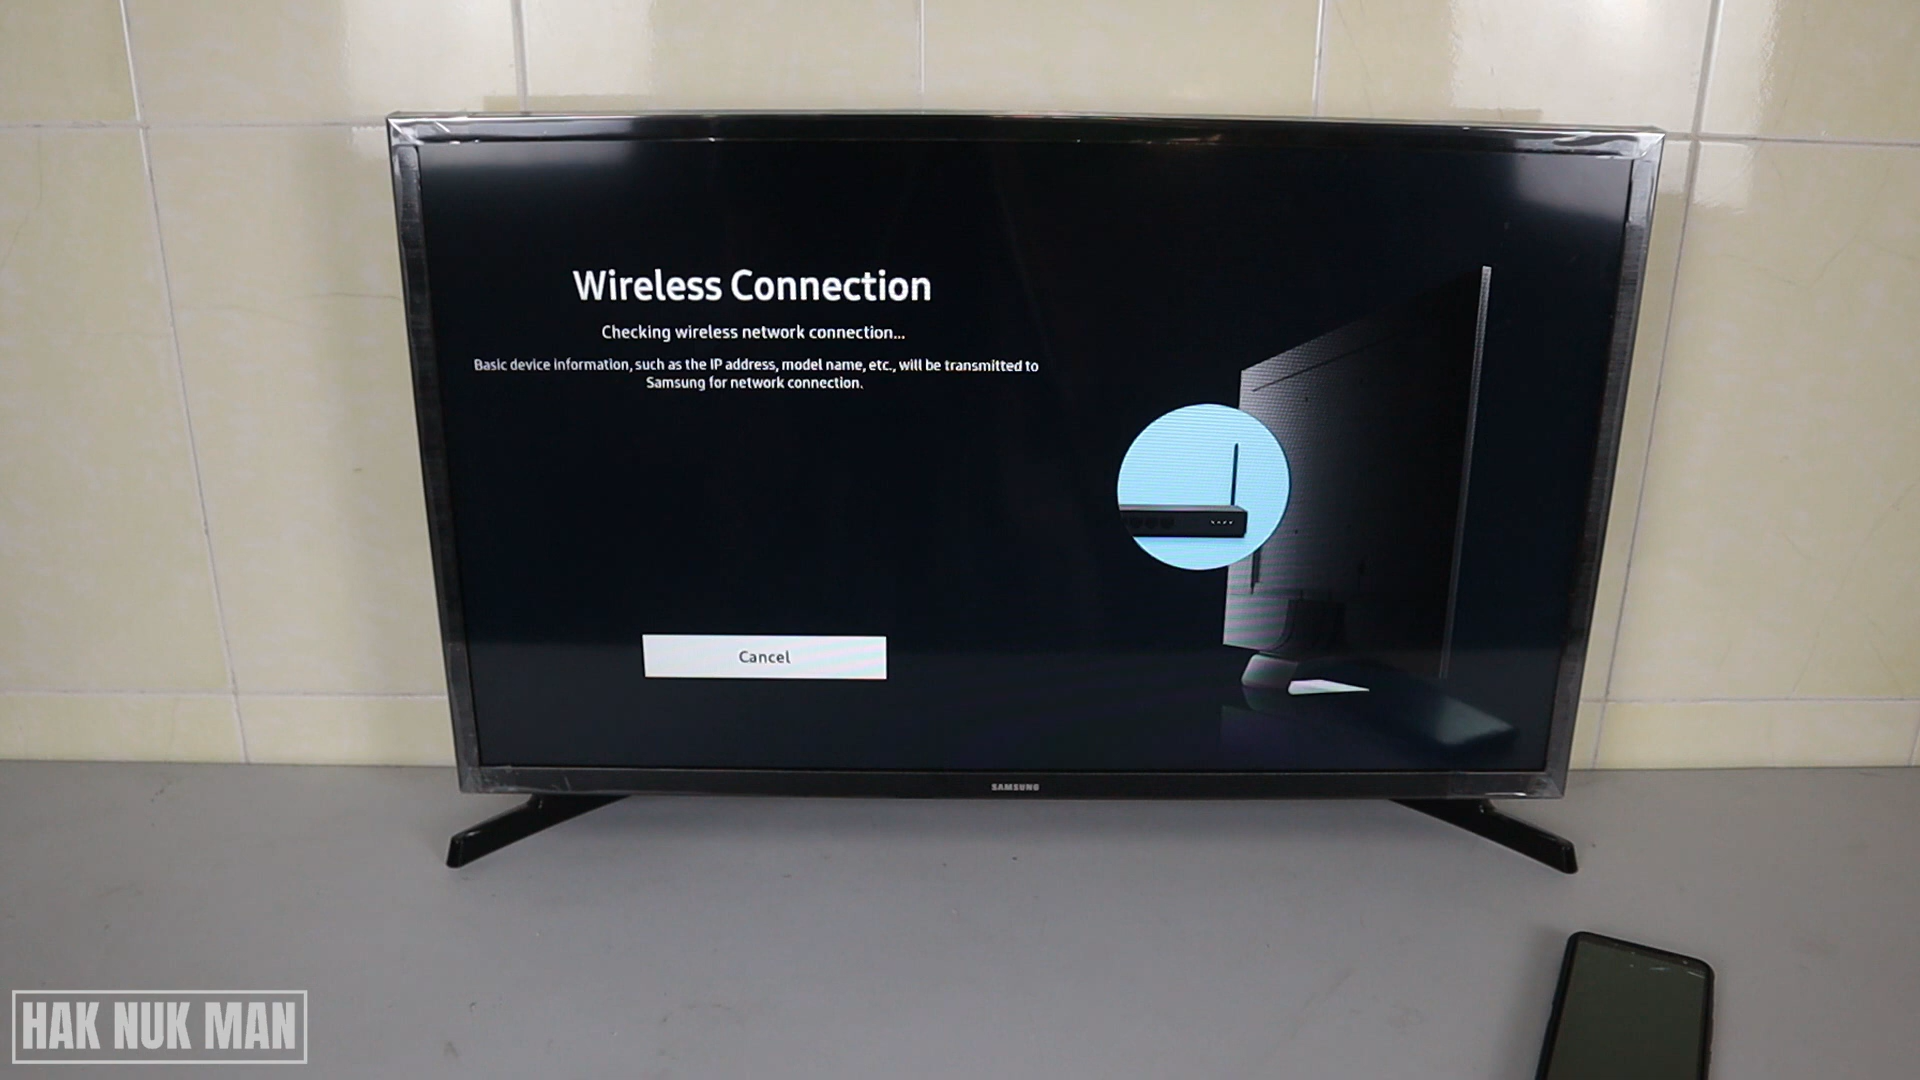 Wireless Connection
Checking wireless network connection...
Basic device information, such as the IP address, model name, etc., will be transmitted to
Samsung for network connection.
Cancel
SAMSUNG
HAK NUK MAN